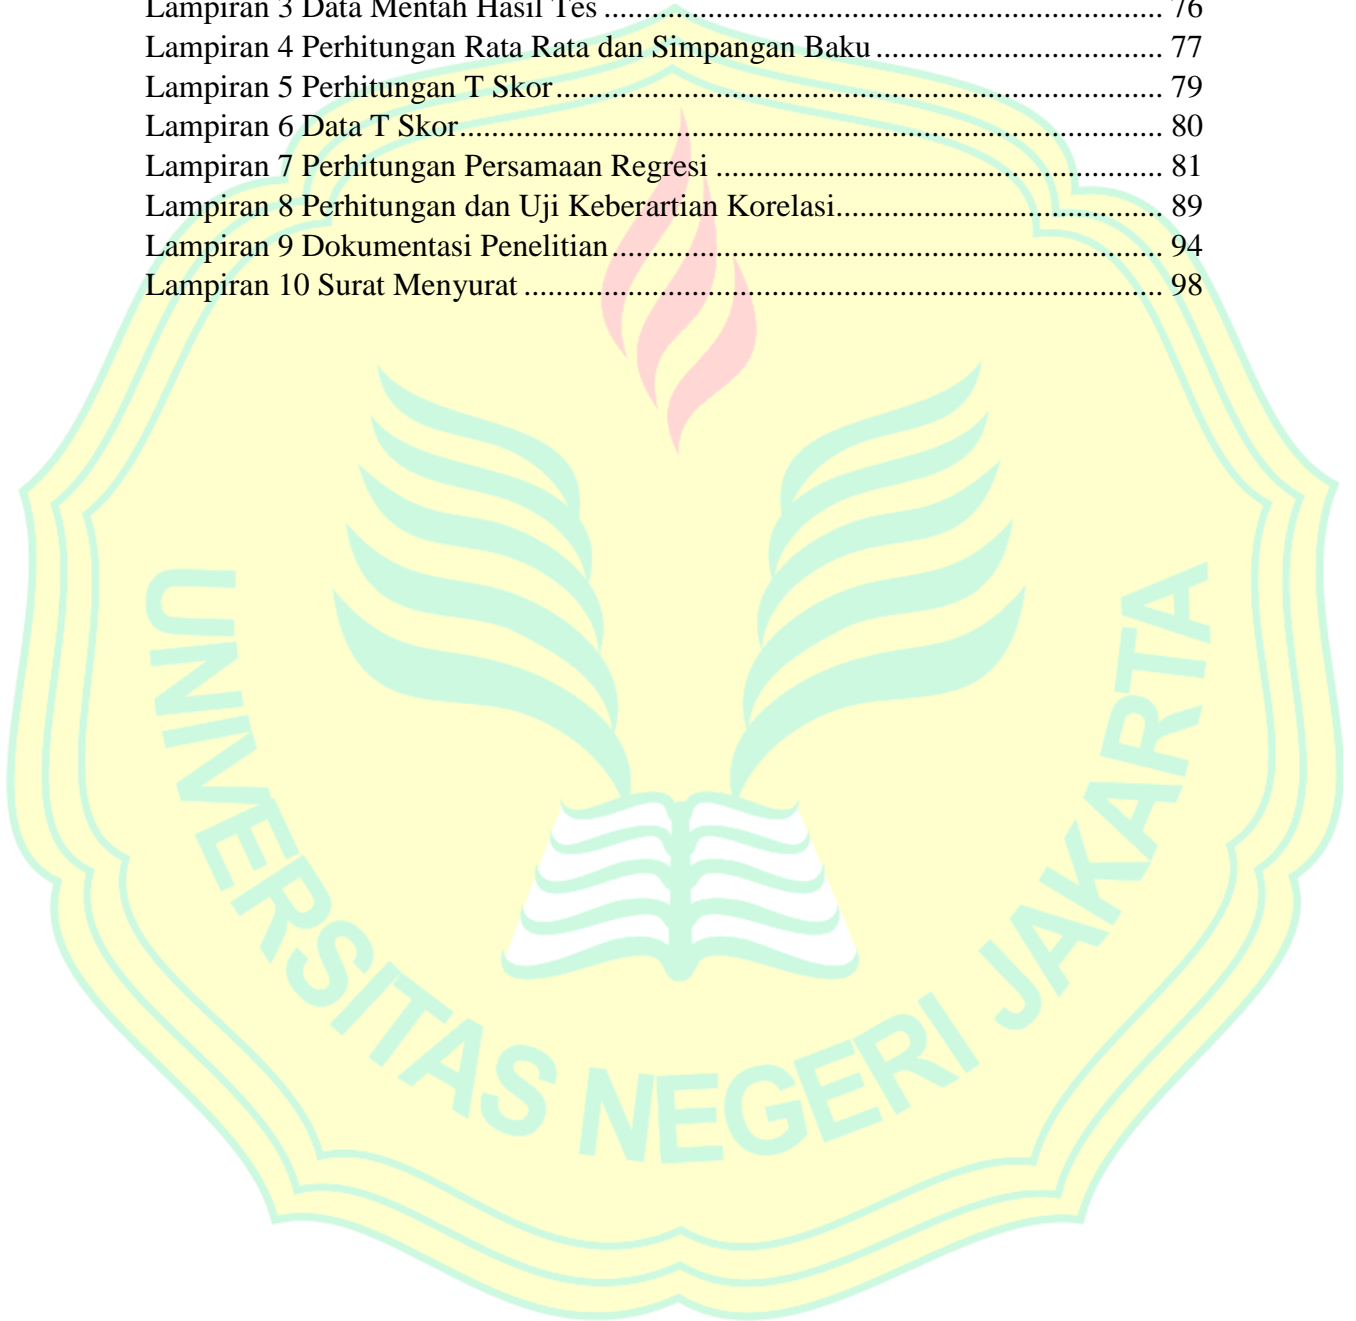 Lampiran 3 Data Mentah Hasil Tes ........................................................................ 76
Lampiran 4 Perhitungan Rata Rata dan Simpangan Baku .................................... 77
Lampiran 5 Perhitungan T Skor ............................................................................. 79
Lampiran 6 Data T Skor ......................................................................................... 80
Lampiran 7 Perhitungan Persamaan Regresi ......................................................... 81
Lampiran 8 Perhitungan dan Uji Keberartian Korelasi ......................................... 89
Lampiran 9 Dokumentasi Penelitian ...................................................................... 94
Lampiran 10 Surat Menyurat ................................................................................. 98
UNIVERSITAS NEGERI JAKARTA